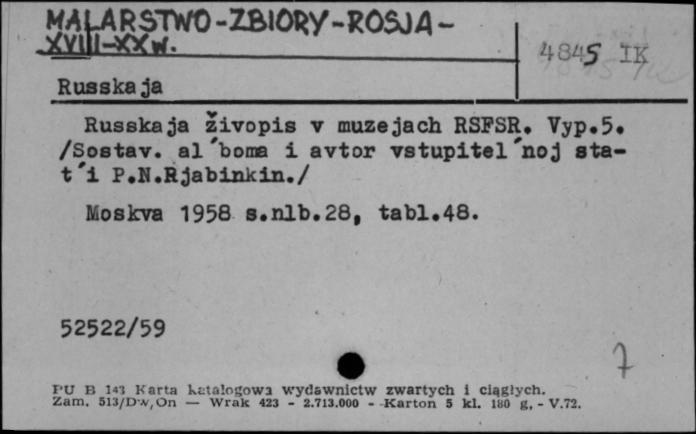 MALARSTWO-ZBIORY-ROSJA-
XVIII-XXw.
4845 IK
Russkaja
Russkaja živopis v muzejach RSFSR. Vyp.5.
/Sostav. al´boma i avtor vstupitel´noj sta-
t´i P.N.Rjabinkin./
Moskva 1958 s.nlb.28, tabl.48.
52522/59
7
PU B 143 Karta katalogowa wydawnictw zwartych i ciągłych.
Zam. 513/Dw,On — Wrak 423 - 2.713.000 - Karton 5 kl. 180 g. - V.72.